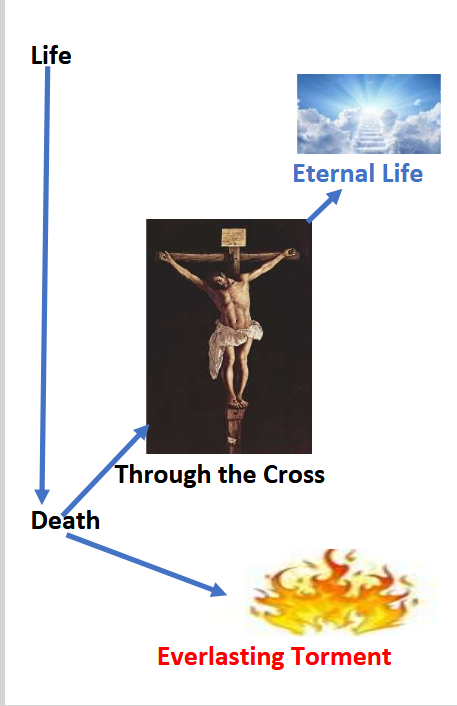 Life
Eternal Life
Through the Cross
Death
Everlasting Torment